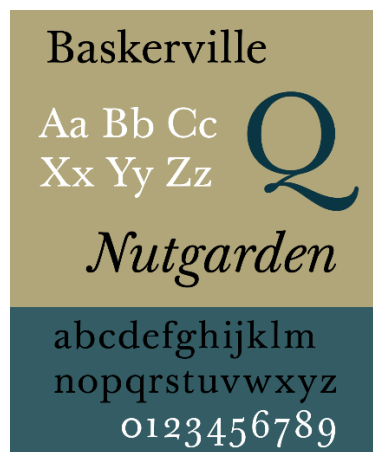 Baskerville
Aa Bb Cc
Xx Yy Zz
Q
Nutgarden
abcdefghijklm
nopqrstuvwxyz
0123456789